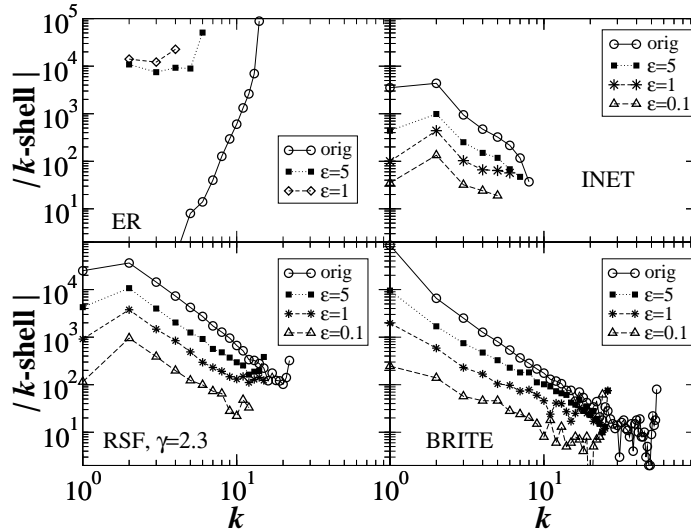 10^5
10^4
10^3
10^2
10^1
| k-shell |
ER
orig
ε=5
ε=1
INET
orig
ε=5
ε=1
ε=0.1
10^4
10^3
10^2
10^1
| k-shell |
RSF, γ=2.3
orig
ε=5
ε=1
ε=0.1
BRITE
orig
ε=5
ε=1
ε=0.1
10^0
10^1
10^0
10^1
k
k